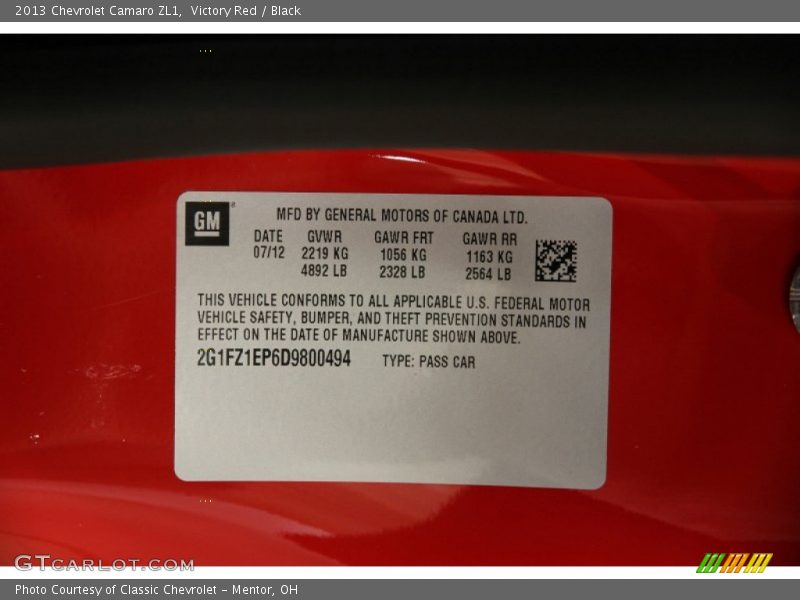 2013 Chevrolet Camaro ZL1, Victory Red / Black
GM®
MFD BY GENERAL MOTORS OF CANADA LTD.
DATE GVWR GAWR FRT GAWR RR
07/12 2219 KG 1056 KG 1163 KG
4892 LB 2328 LB 2564 LB
THIS VEHICLE CONFORMS TO ALL APPLICABLE U.S. FEDERAL MOTOR
VEHICLE SAFETY, BUMPER, AND THEFT PREVENTION STANDARDS IN
EFFECT ON THE DATE OF MANUFACTURE SHOWN ABOVE.
2G1FZ1EP6D9800494 TYPE: PASS CAR
GTCARLOT.COM
Photo Courtesy of Classic Chevrolet - Mentor, OH